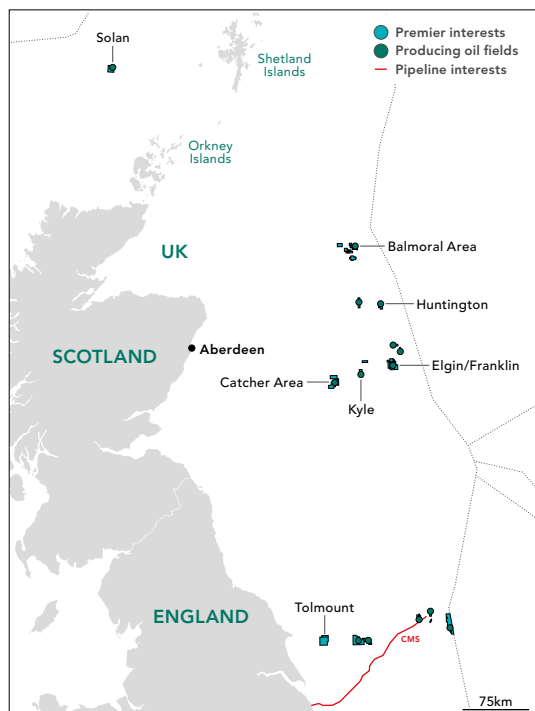 Solan
Premier interests
Producing oil fields
Pipeline interests
Shetland
Islands
Orkney
Islands
UK
Balmoral Area
Huntington
SCOTLAND
Aberdeen
Elgin/Franklin
Catcher Area
Kyle
ENGLAND
Tolmount
CMS
75km